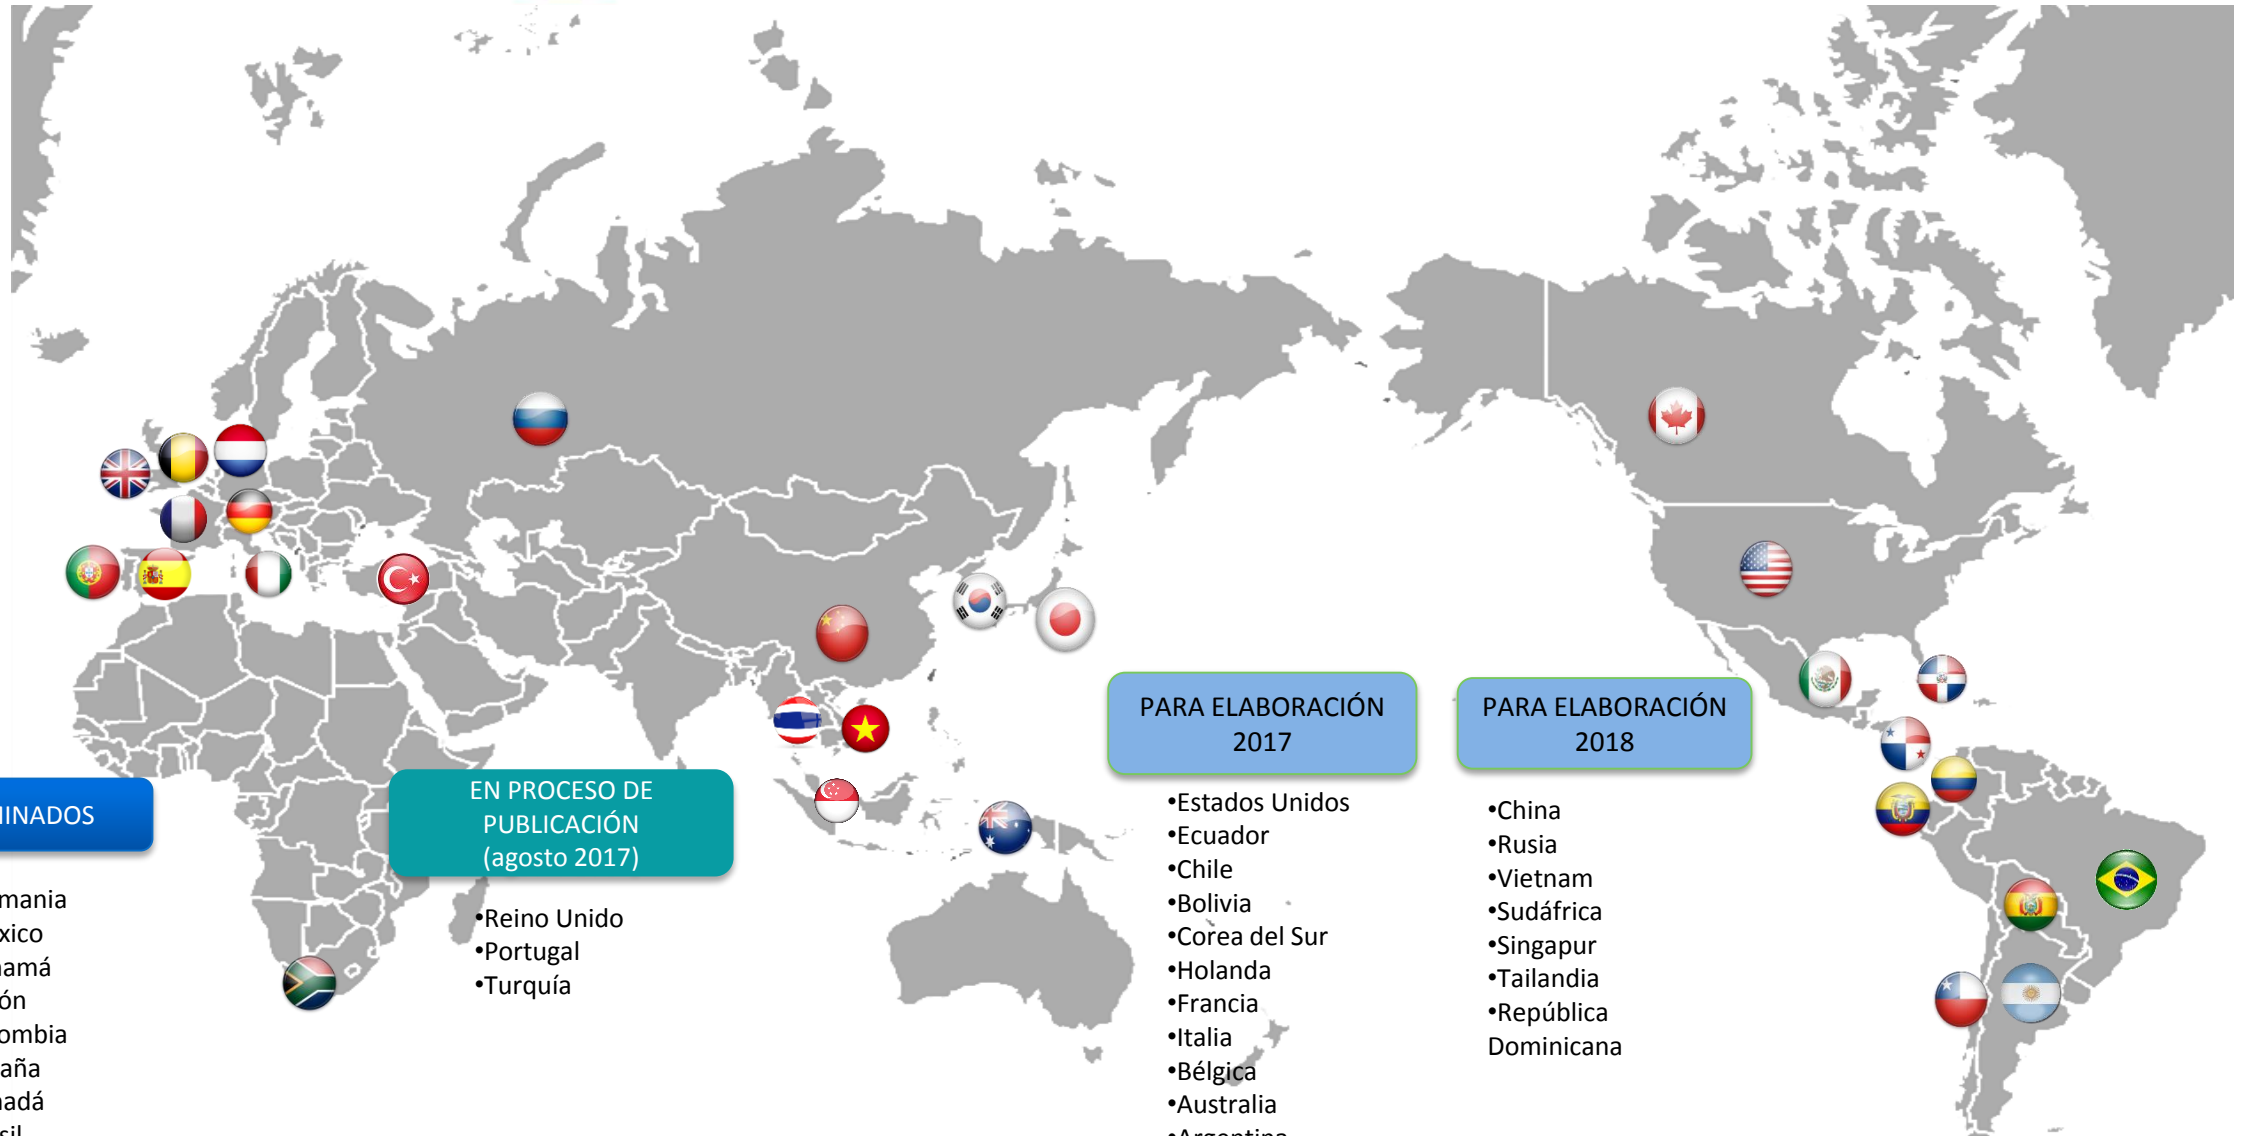 INADOS
mania
xico
amá
ón
ombia
aña
adá
sil
EN PROCESO DE
PUBLICACIÓN
(agosto 2017)
•Reino Unido
•Portugal
•Turquía
PARA ELABORACIÓN
2017
•Estados Unidos
•Ecuador
•Chile
•Bolivia
•Corea del Sur
•Holanda
•Francia
•Italia
•Bélgica
•Australia
•Argentina
PARA ELABORACIÓN
2018
•China
•Rusia
•Vietnam
•Sudáfrica
•Singapur
•Tailandia
•República
Dominicana